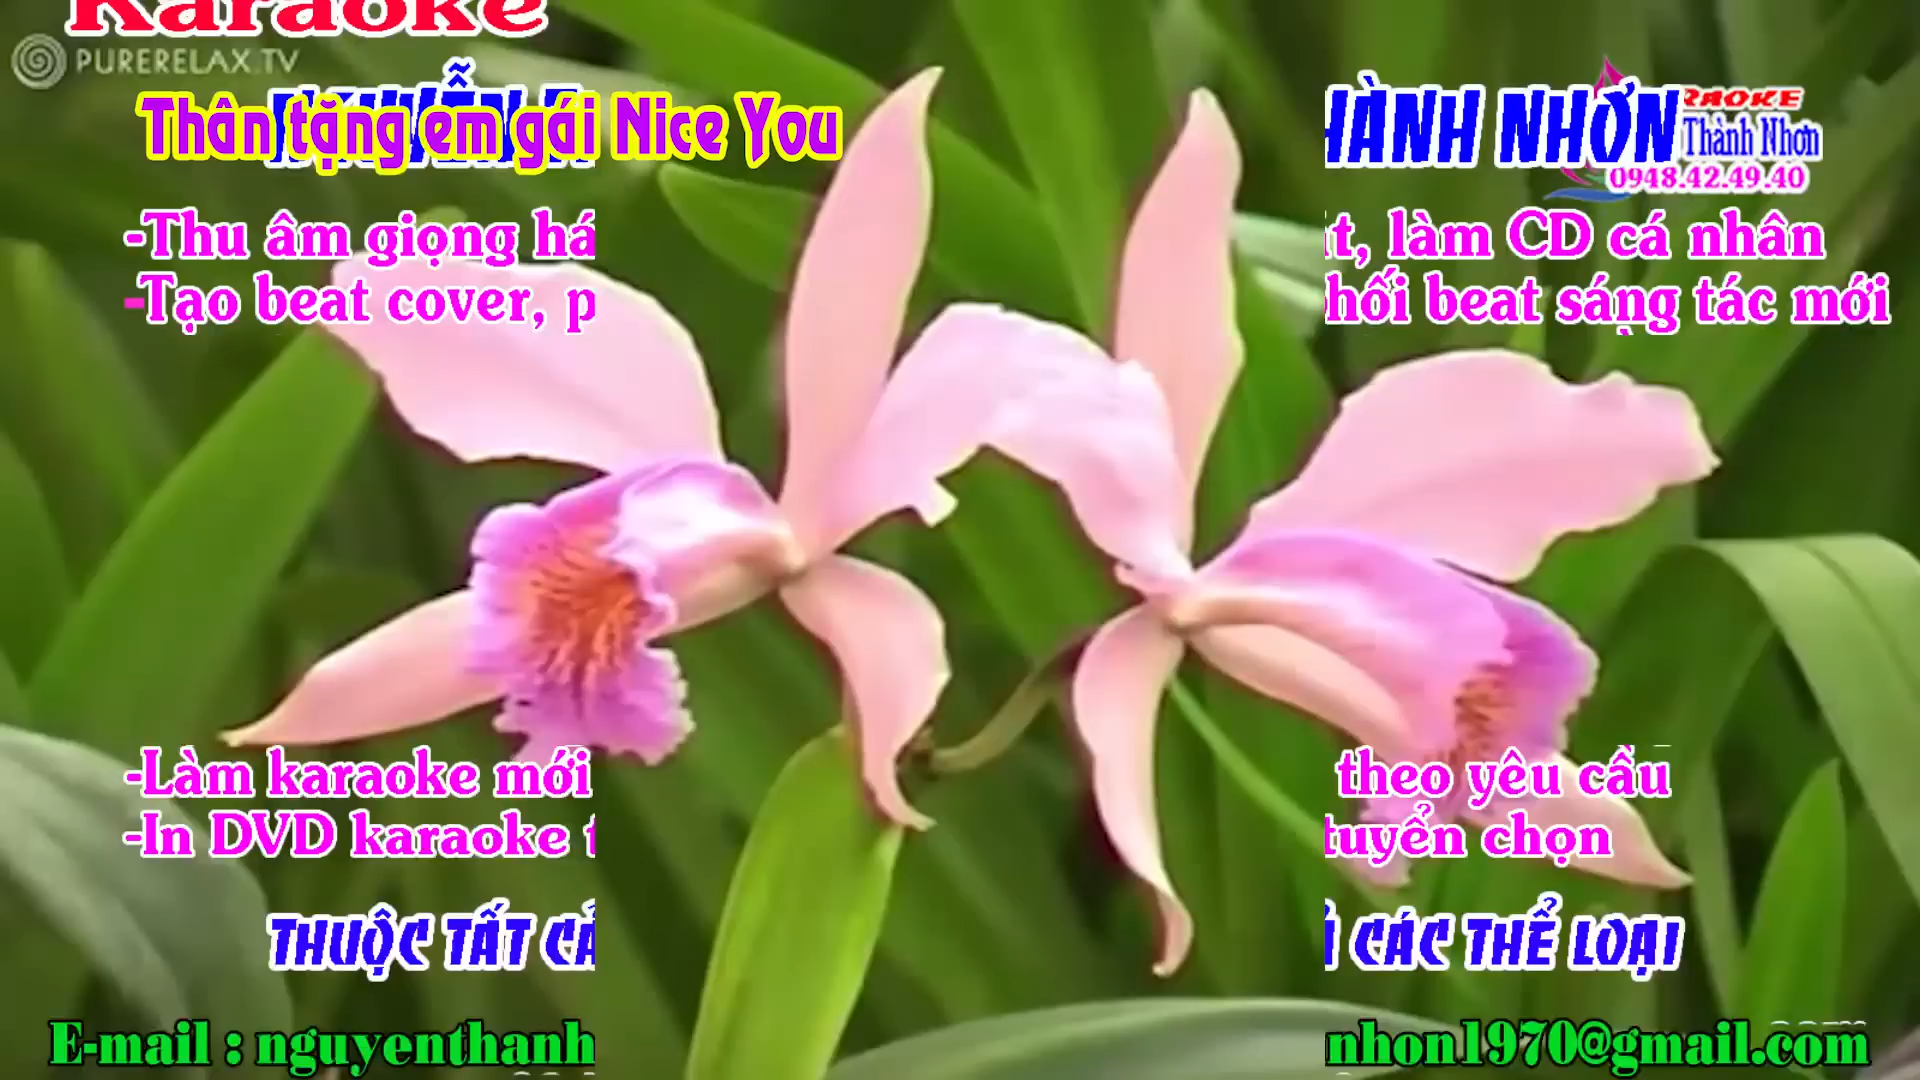 Karaoke
PURERELAX.TV
Thân tặng em gái Nice You
HÀNH NHƠN
Thành Nhơn
0948.42.49.40
-Thu âm giọng há t, làm CD cá nhân
-Tạo beat cover, p hối beat sáng tác mới
-Làm karaoke mới theo yêu cầu
-In DVD karaoke t tuyển chọn
THUỘC TẤT CẢ CÁC THỂ LOẠI
E-mail : nguyenthanh nhon1970@gmail.com